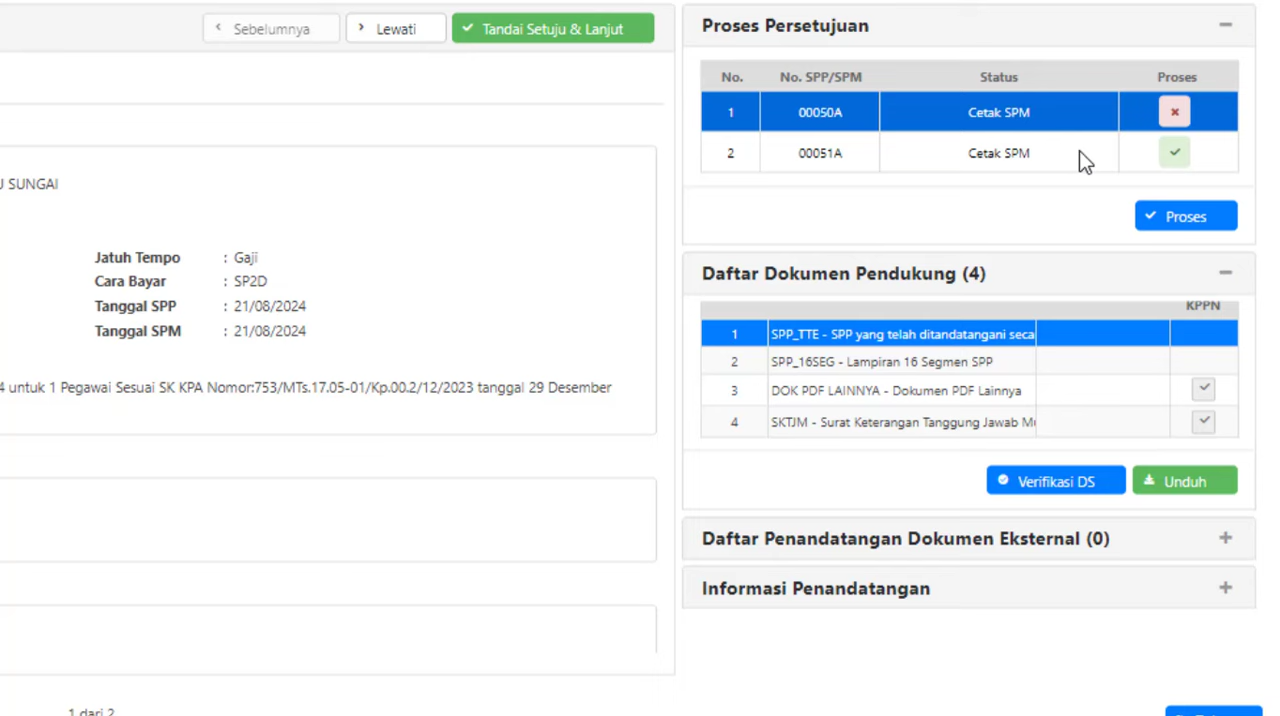 Sebelumnya Lewati Tandai Setuju & Lanjut
J SUNGAI
Jatuh Tempo : Gaji
Cara Bayar : SP2D
Tanggal SPP : 21/08/2024
Tanggal SPM : 21/08/2024
4 untuk 1 Pegawai Sesuai SK KPA Nomor:753/MTs.17.05-01/Kp.00.2/12/2023 tanggal 29 Desember
1 dari 2
Proses Persetujuan
No. No. SPP/SPM Status Proses
1 00050A Cetak SPM
2 00051A Cetak SPM
Proses
Daftar Dokumen Pendukung (4)
KPPN
1 SPP_TTE - SPP yang telah ditandatangani seca
2 SPP_16SEG - Lampiran 16 Segmen SPP
3 DOK PDF LAINNYA - Dokumen PDF Lainnya
4 SKTJM - Surat Keterangan Tanggung Jawab Mu
Verifikasi DS Unduh
Daftar Penandatangan Dokumen Eksternal (0)
Informasi Penandatangan